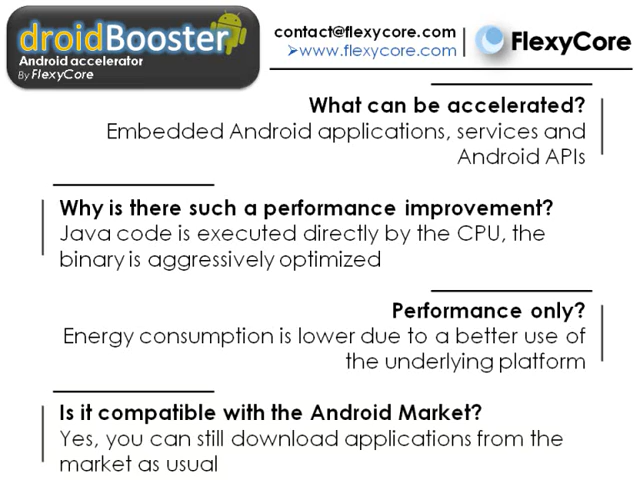 droidBooster
Android accelerator
By FlexyCore
contact@flexycore.com
➢www.flexycore.com
FlexyCore
What can be accelerated?
Embedded Android applications, services and
Android APIs
Why is there such a performance improvement?
Java code is executed directly by the CPU, the
binary is aggressively optimized
Performance only?
Energy consumption is lower due to a better use of
the underlying platform
Is it compatible with the Android Market?
Yes, you can still download applications from the
market as usual